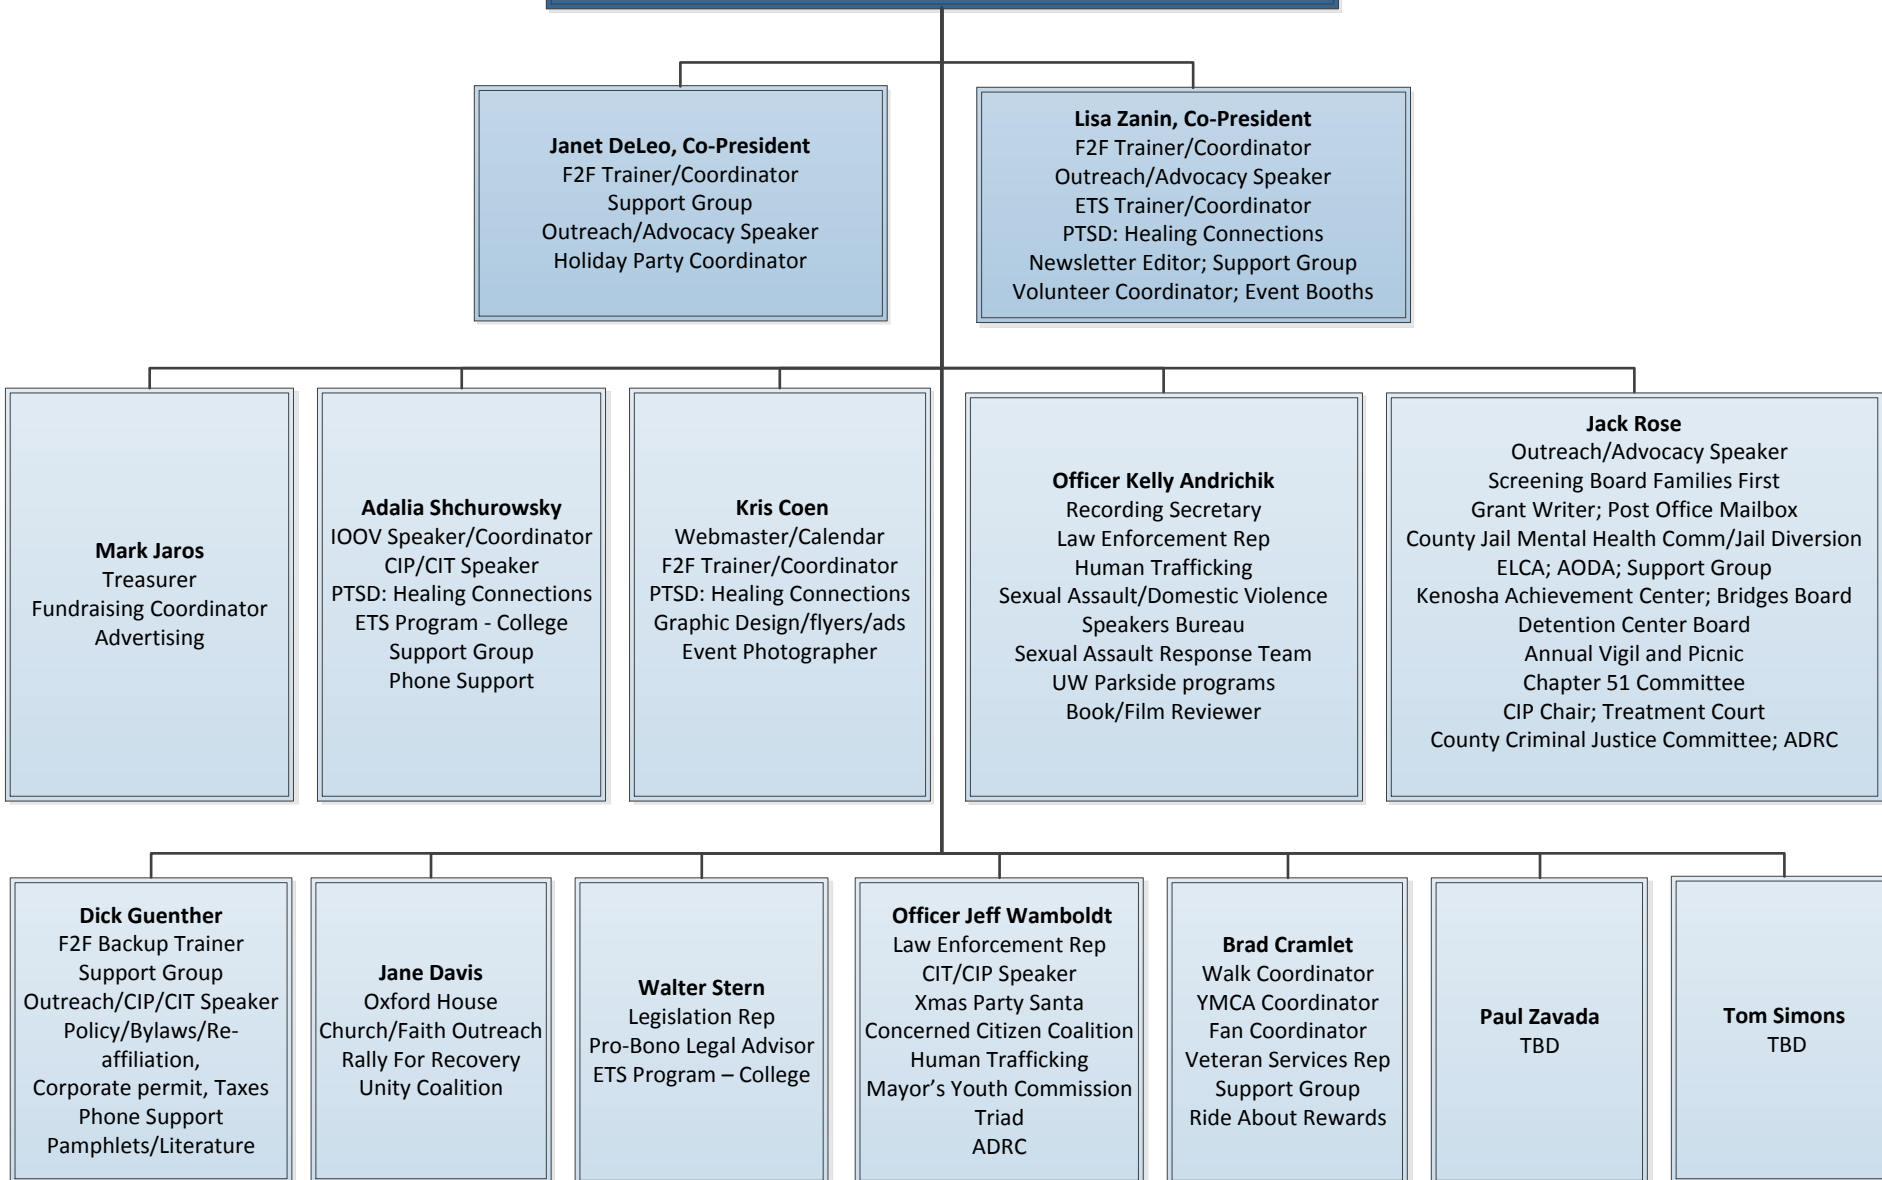 Janet DeLeo, Co-President
F2F Trainer/Coordinator
Support Group
Outreach/Advocacy Speaker
Holiday Party Coordinator
Lisa Zanin, Co-President
F2F Trainer/Coordinator
Outreach/Advocacy Speaker
ETS Trainer/Coordinator
PTSD: Healing Connections
Newsletter Editor; Support Group
Volunteer Coordinator; Event Booths
Mark Jaros
Treasurer
Fundraising Coordinator
Advertising
Adalia Shchurowsky
IOOV Speaker/Coordinator
CIP/CIT Speaker
PTSD: Healing Connections
ETS Program - College
Support Group
Phone Support
Kris Coen
Webmaster/Calendar
F2F Trainer/Coordinator
PTSD: Healing Connections
Graphic Design/flyers/ads
Event Photographer
Officer Kelly Andrichik
Recording Secretary
Law Enforcement Rep
Human Trafficking
Sexual Assault/Domestic Violence
Speakers Bureau
Sexual Assault Response Team
UW Parkside programs
Book/Film Reviewer
Jack Rose
Outreach/Advocacy Speaker
Screening Board Families First
Grant Writer; Post Office Mailbox
County Jail Mental Health Comm/Jail Diversion
ELCA; AODA; Support Group
Kenosha Achievement Center; Bridges Board
Detention Center Board
Annual Vigil and Picnic
Chapter 51 Committee
CIP Chair; Treatment Court
County Criminal Justice Committee; ADRC
Dick Guenther
F2F Backup Trainer
Support Group
Outreach/CIP/CIT Speaker
Policy/Bylaws/Re-
affiliation,
Corporate permit, Taxes
Phone Support
Pamphlets/Literature
Jane Davis
Oxford House
Church/Faith Outreach
Rally For Recovery
Unity Coalition
Walter Stern
Legislation Rep
Pro-Bono Legal Advisor
ETS Program – College
Officer Jeff Wamboldt
Law Enforcement Rep
CIT/CIP Speaker
Xmas Party Santa
Concerned Citizen Coalition
Human Trafficking
Mayor’s Youth Commission
Triad
ADRC
Brad Cramlet
Walk Coordinator
YMCA Coordinator
Fan Coordinator
Veteran Services Rep
Support Group
Ride About Rewards
Paul Zavada
TBD
Tom Simons
TBD